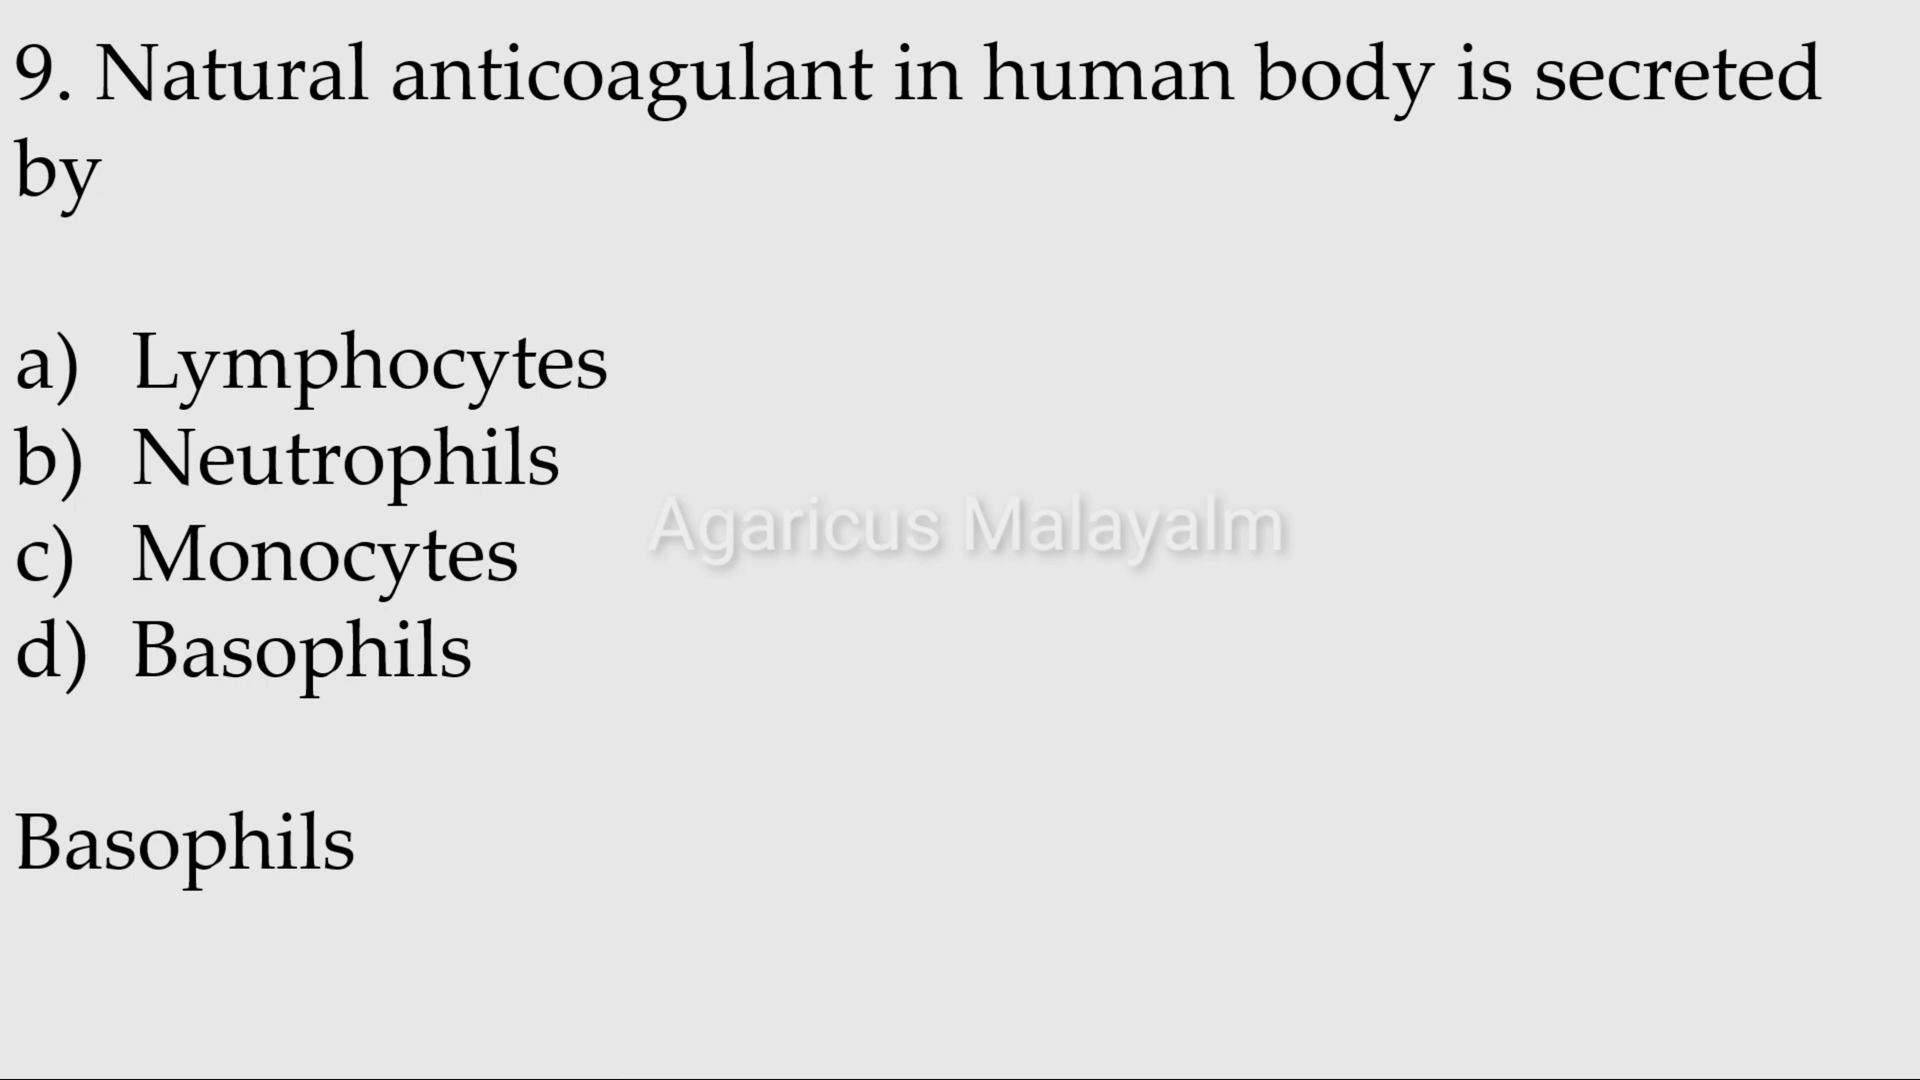 9. Natural anticoagulant in human body is secreted
by
a) Lymphocytes
b) Neutrophils
Agaricus Malayalm
c) Monocytes
d) Basophils
Basophils